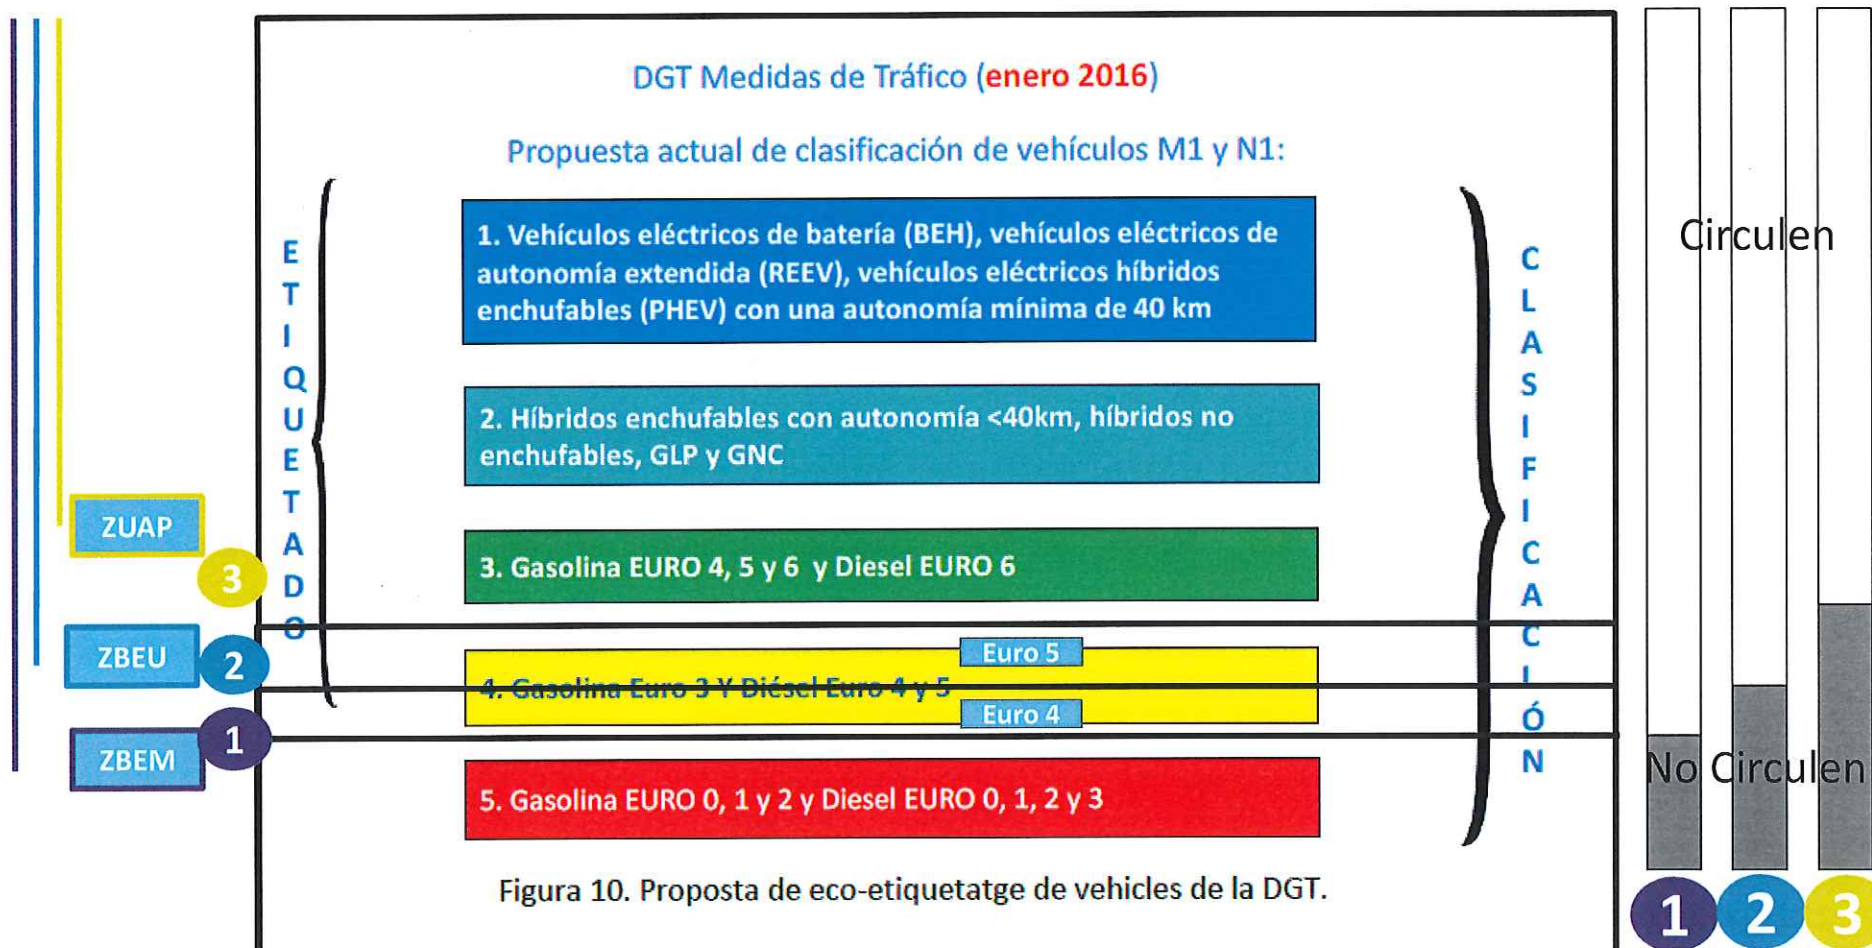 DGT Medidas de Tráfico (enero 2016)
Propuesta actual de clasificación de vehículos M1 y N1:
ETIQUETADO
1. Vehículos eléctricos de batería (BEH), vehículos eléctricos de
autonomía extendida (REEV), vehículos eléctricos híbridos
enchufables (PHEV) con una autonomía mínima de 40 km
2. Híbridos enchufables con autonomía <40km, híbridos no
enchufables, GLP y GNC
3. Gasolina EURO 4, 5 y 6 y Diesel EURO 6
Euro 5
4. Gasolina Euro 3 Y Diésel Euro 4 y 5
Euro 4
5. Gasolina EURO 0, 1 y 2 y Diesel EURO 0, 1, 2 y 3
CLASIFICACIÓN
ZUAP
3
ZBEU
2
ZBEM
1
Circulen
No Circulen
1 2 3
Figura 10. Proposta de eco-etiquetatge de vehicles de la DGT.